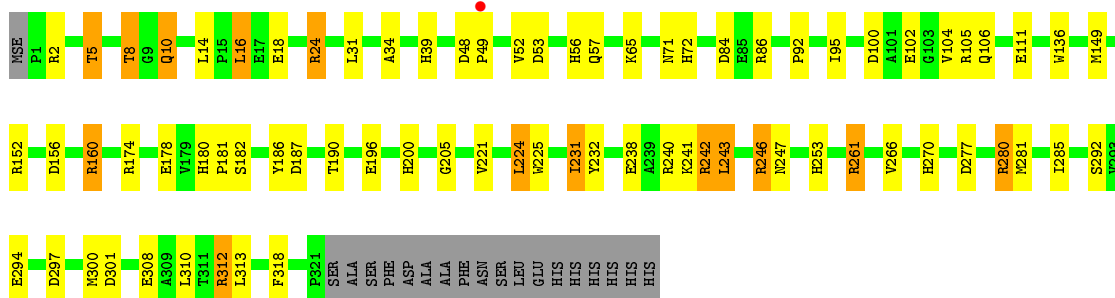 MSE P1 R2 T5 T8 G9 Q10 L14 P15 L16 E17 E18 R24 L31 A34 H39 D48 P49 V52 D53 H56 Q57 K65 N71 H72 D84 E85 R86 P92 I95 D100 A101 E102 G103 V104 R105 Q106 E111 W136 M149
R152 D156 R160 R174 E178 V179 H180 P181 S182 Y186 D187 T190 E196 H200 G205 V221 L224 W225 I231 Y232 E238 A239 R240 K241 R242 L243 R246 N247 H253 R261 V266 H270 D277 R280 M281 I285 S292 V293
E294 D297 M300 D301 E308 A309 L310 T311 R312 L313 F318 P321 SER ALA SER PHE ASP ALA ALA PHE ASN SER LEU GLU HIS HIS HIS HIS HIS HIS